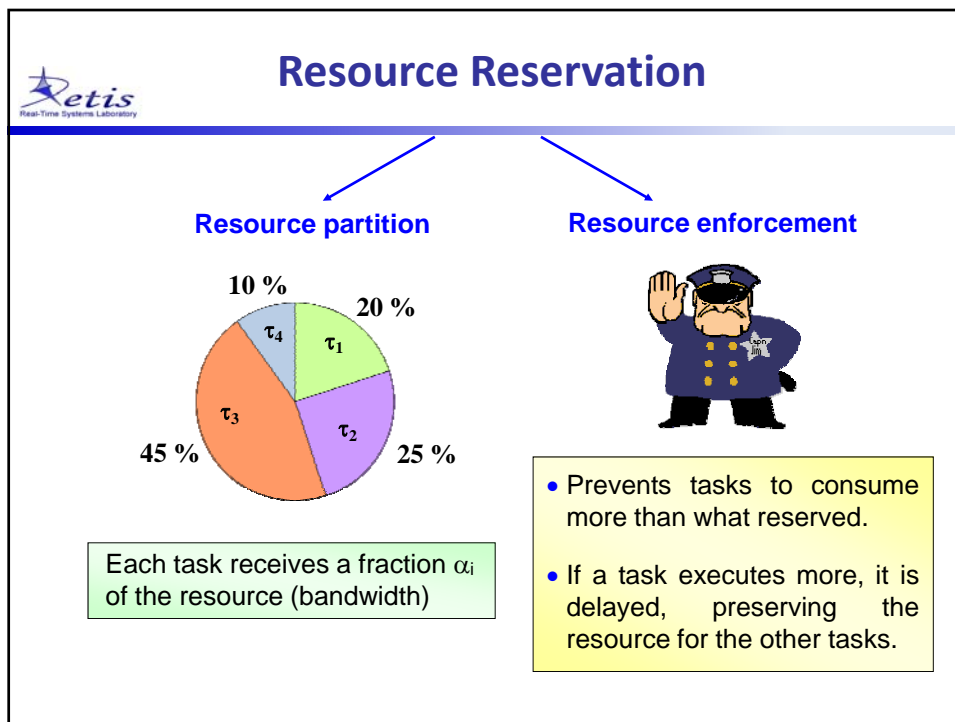 Resource Reservation
Retis
Real-Time Systems Laboratory
Resource partition
Resource enforcement
10 %
20 %
τ4
τ1
τ3
τ2
45 %
25 %
Capn
Jim
Each task receives a fraction αi
of the resource (bandwidth)
• Prevents tasks to consume
more than what reserved.
• If a task executes more, it is
delayed, preserving the
resource for the other tasks.